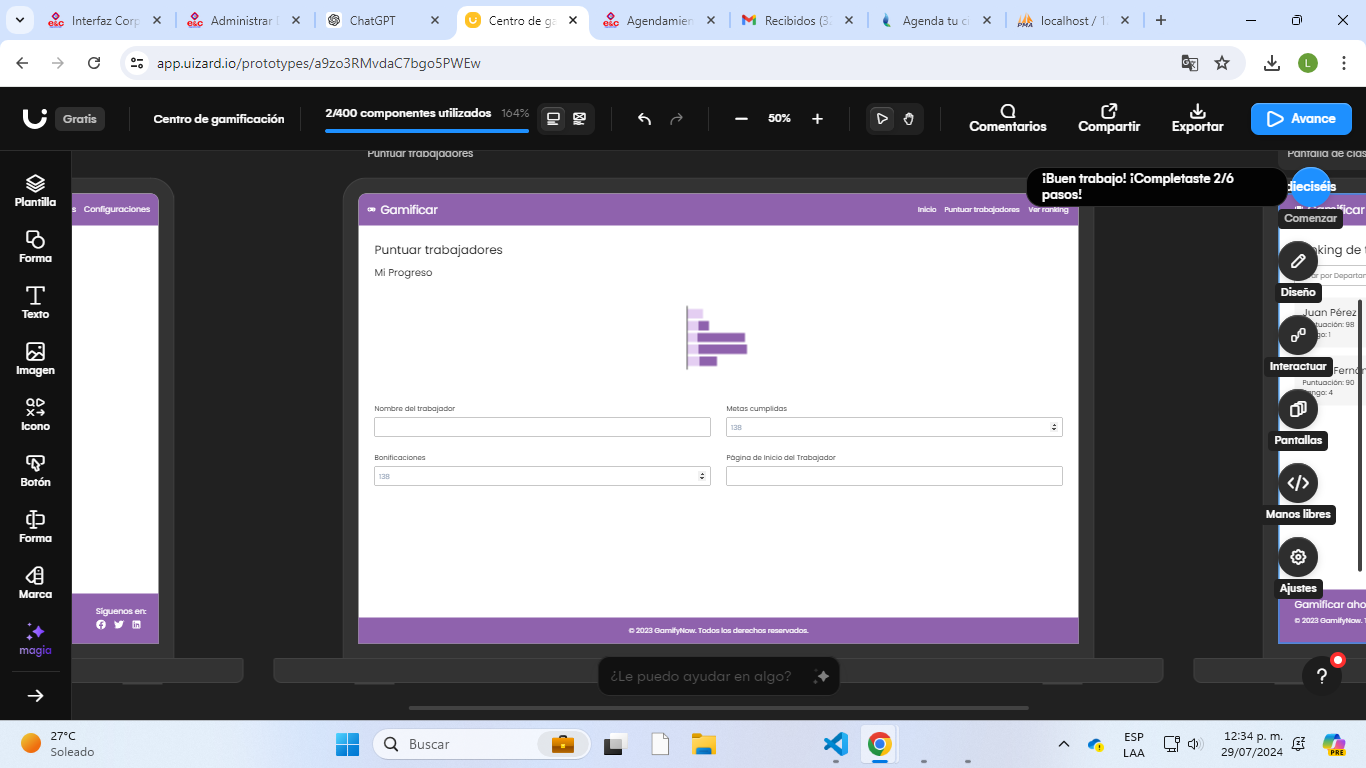 Interfaz Corp
Administrar
ChatGPT
Centro de ga
Agendamien
Recibidos (3
Agenda tu ci
localhost / 1
app.uizard.io/prototypes/a9zo3RMvdaC7bgo5PWEw
L
Gratis
Centro de gamificación
2/400 componentes utilizados 164%
50%
Comentarios
Compartir
Exportar
Avance
Plantilla
Forma
Texto
Imagen
Icono
Botón
Forma
Marca
magia
s Configuraciones
Síguenos en:
Puntuar trabajadores
Gamificar
Inicio Puntuar trabajadores Ver ranking
Puntuar trabajadores
Mi Progreso
Nombre del trabajador
Metas cumplidas
138
Bonificaciones
138
Página de Inicio del Trabajador
© 2023 GamifyNow. Todos los derechos reservados.
¿Le puedo ayudar en algo?
Pantalla de clas
¡Buen trabajo! ¡Completaste 2/6
pasos!
dieciséis
Comenzar
Diseño
Interactuar
Pantallas
Manos libres
Ajustes
Gamificar
king de t
ar por Departan
Juan Pérez
tuación: 98
go: 1
Fernán
Puntuación: 90
ango: 4
Gamificar aho
© 2023 GamifyNow. T
?
27°C
Soleado
Buscar
ESP
LAA
12:34 p. m.
29/07/2024
PRE